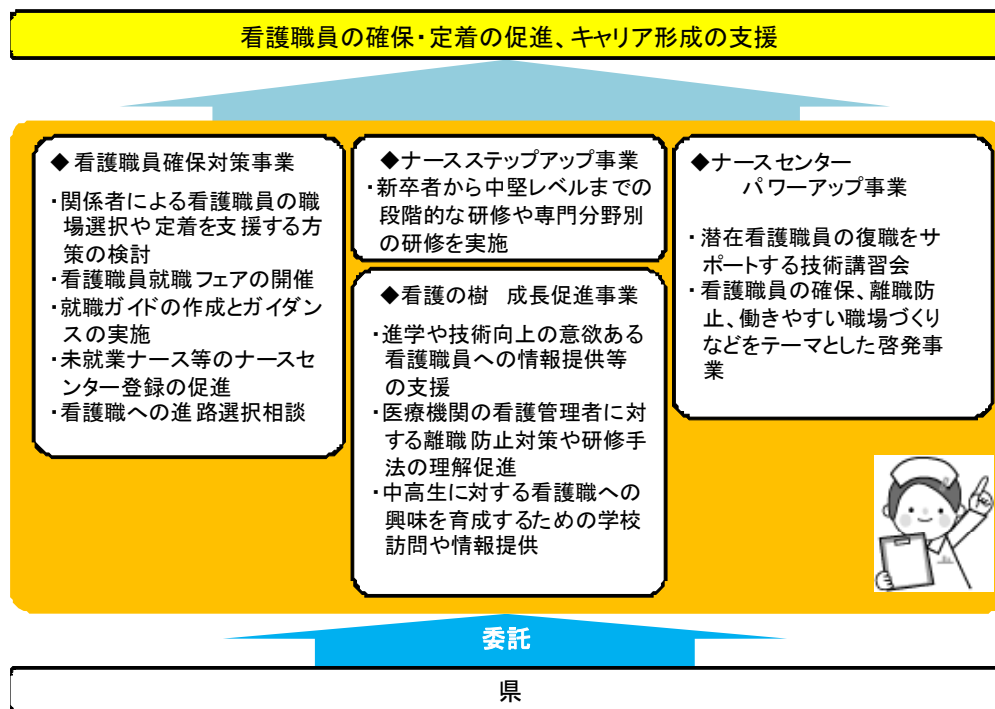 看護職員の確保・定着の促進、キャリア形成の支援
◆ 看護職員確保対策事業
・関係者による看護職員の職
場選択や定着を支援する方
策の検討
・看護職員就職フェアの開催
・就職ガイドの作成とガイダン
スの実施
・未就業ナース等のナースセ
ンター登録の促進
・看護職への進路選択相談
◆ナースステップアップ事業
・新卒者から中堅レベルまでの
段階的な研修や専門分野別
の研修を実施
◆看護の樹　成長促進事業
・進学や技術向上の意欲ある
看護職員への情報提供等
の支援
・医療機関の看護管理者に対
する離職防止対策や研修手
法の理解促進
・中高生に対する看護職への
興味を育成するための学校
訪問や情報提供
◆ナースセンター
パワーアップ事業
・潜在看護職員の復職をサ
ポートする技術講習会
・看護職員の確保、離職防
止、働きやすい職場づくり
などをテーマとした啓発事
業
委託
県